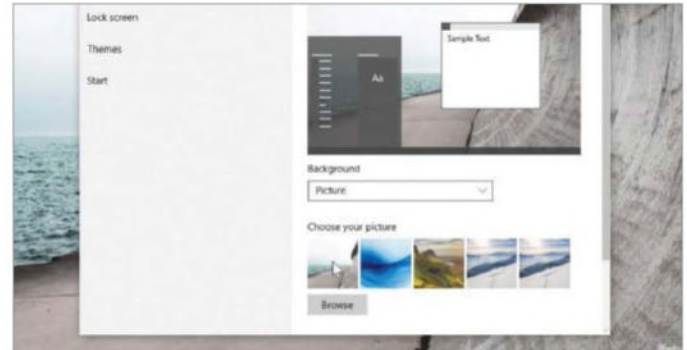 Lock screen
Themes
Start
Sample Text
Aa
Background
Picture
Choose your picture
Browse